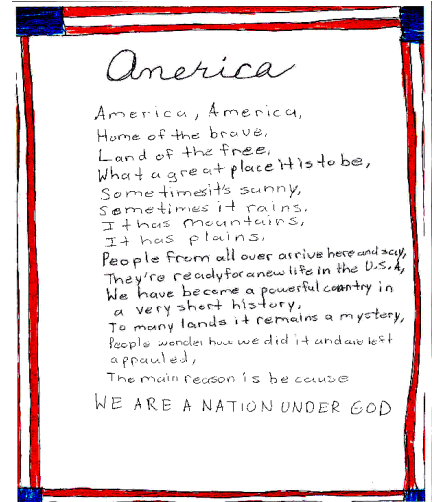 America
America, America,
Home of the brave,
Land of the free,
What a great place it is to be,
Sometimes it's sunny,
Sometimes it rains.
It has mountains,
It has plains.
People from all over arrive here and say,
They're ready for a new life in the U.S.A,
We have become a powerful country in
a very short history,
To many lands it remains a mystery,
People wonder how we did it and are left
appauled,
The main reason is because
WE ARE A NATION UNDER GOD